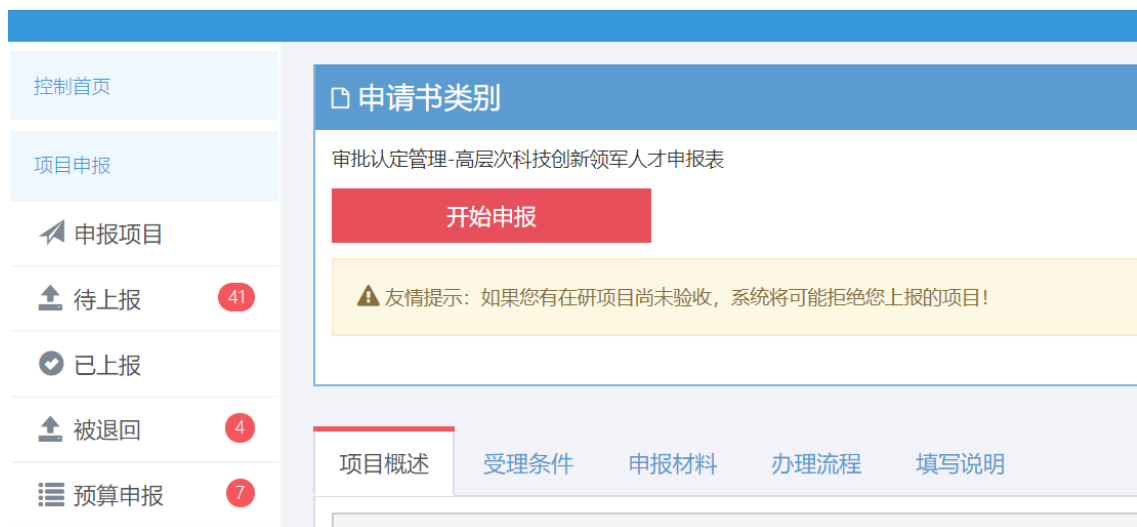 控制首页
项目申报
申报项目
待上报 41
已上报
被退回 4
预算申报 7
申请书类别
审批认定管理-高层次科技创新领军人才申报表
开始申报
友情提示：如果您有在研项目尚未验收，系统将可能拒绝您上报的项目！
项目概述 受理条件 申报材料 办理流程 填写说明